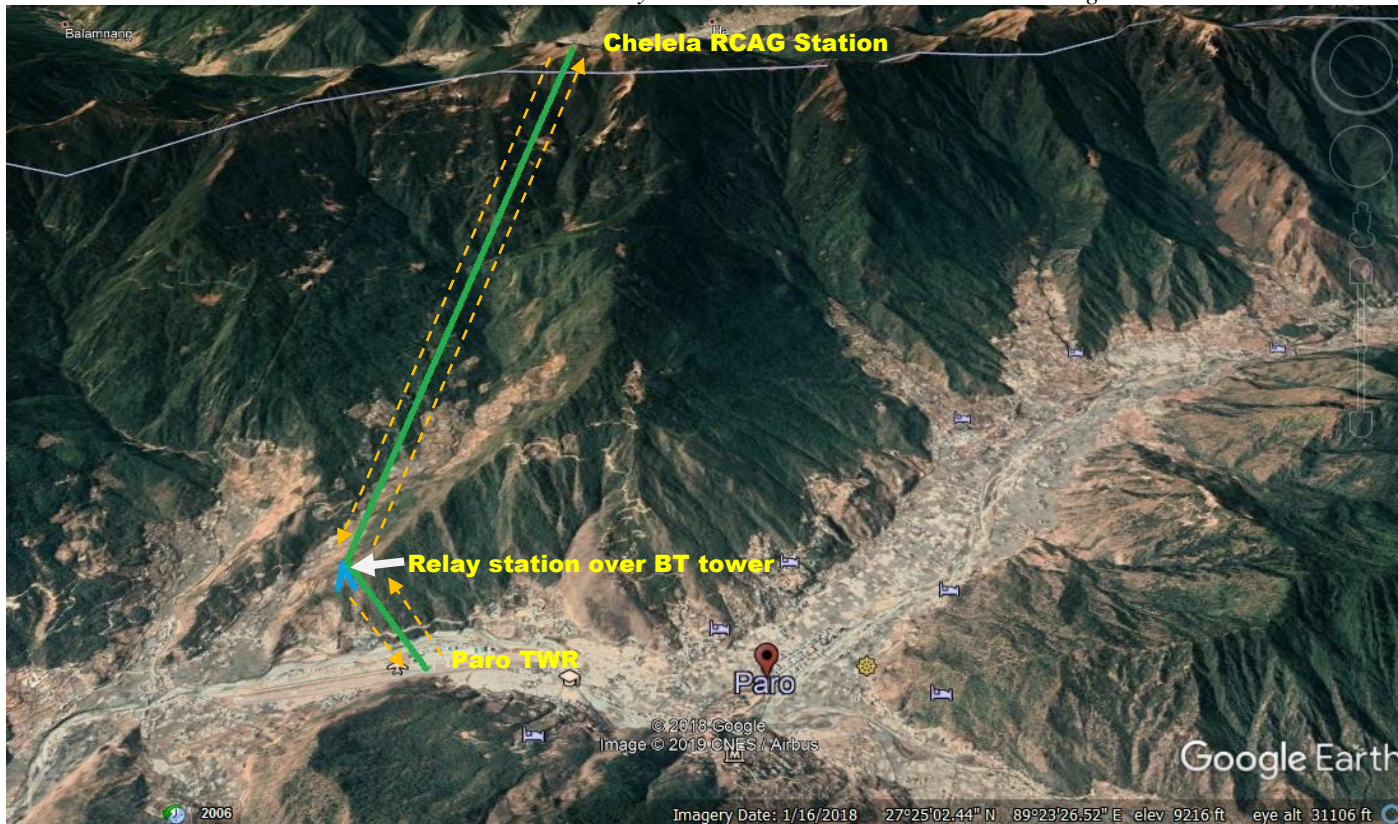 Balamnang
Chelela RCAG Station
Relay station over BT tower
Paro TWR
Paro
© 2018 Google
Image © 2019 CNES / Airbus
Google Earth
2006
Imagery Date: 1/16/2018 27°25'02.44" N 89°23'26.52" E elev 9216 ft eye alt 31106 ft